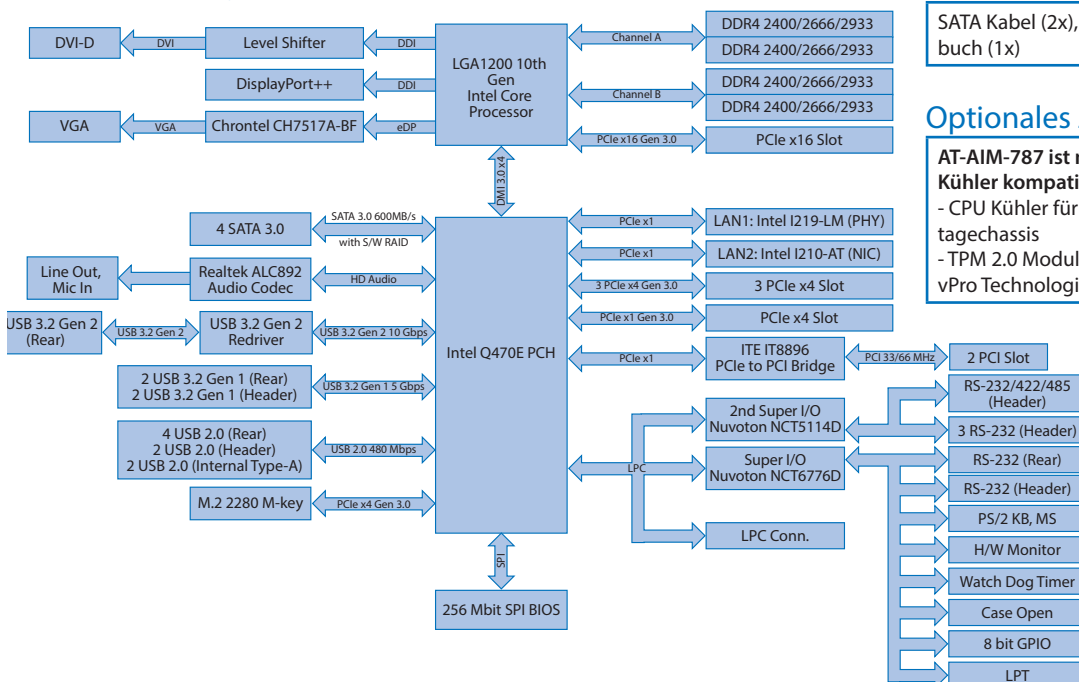 DVI-D
DVI
Level Shifter
DDI
DisplayPort++
DDI
VGA
VGA
Chrontel CH7517A-BF
eDP
LGA1200 10th
Gen
Intel Core
Processor
Channel A
DDR4 2400/2666/2933
DDR4 2400/2666/2933
Channel B
DDR4 2400/2666/2933
DDR4 2400/2666/2933
PCIe x16 Gen 3.0
PCIe x16 Slot
DMI 3.0 x4
4 SATA 3.0
SATA 3.0 600MB/s
with S/W RAID
Line Out,
Mic In
Realtek ALC892
Audio Codec
HD Audio
USB 3.2 Gen 2
(Rear)
USB 3.2 Gen 2
USB 3.2 Gen 2
Redriver
USB 3.2 Gen 2 10 Gbps
2 USB 3.2 Gen 1 (Rear)
2 USB 3.2 Gen 1 (Header)
USB 3.2 Gen 1 5 Gbps
4 USB 2.0 (Rear)
2 USB 2.0 (Header)
2 USB 2.0 (Internal Type-A)
USB 2.0 480 Mbps
M.2 2280 M-key
PCIe x4 Gen 3.0
Intel Q470E PCH
SPI
256 Mbit SPI BIOS
PCIe x1
LAN1: Intel I219-LM (PHY)
PCIe x1
LAN2: Intel I210-AT (NIC)
3 PCIe x4 Gen 3.0
3 PCIe x4 Slot
PCIe x1 Gen 3.0
PCIe x4 Slot
PCIe x1
ITE IT8896
PCIe to PCI Bridge
PCI 33/66 MHz
2 PCI Slot
LPC
2nd Super I/O
Nuvoton NCT5114D
Super I/O
Nuvoton NCT6776D
LPC Conn.
RS-232/422/485
(Header)
3 RS-232 (Header)
RS-232 (Rear)
RS-232 (Header)
PS/2 KB, MS
H/W Monitor
Watch Dog Timer
Case Open
8 bit GPIO
LPT
SATA Kabel (2x),
buch (1x)
Optionales
AT-AIM-787 ist
Kühler kompati
- CPU Kühler für
tagechassis
- TPM 2.0 Modul
vPro Technologi